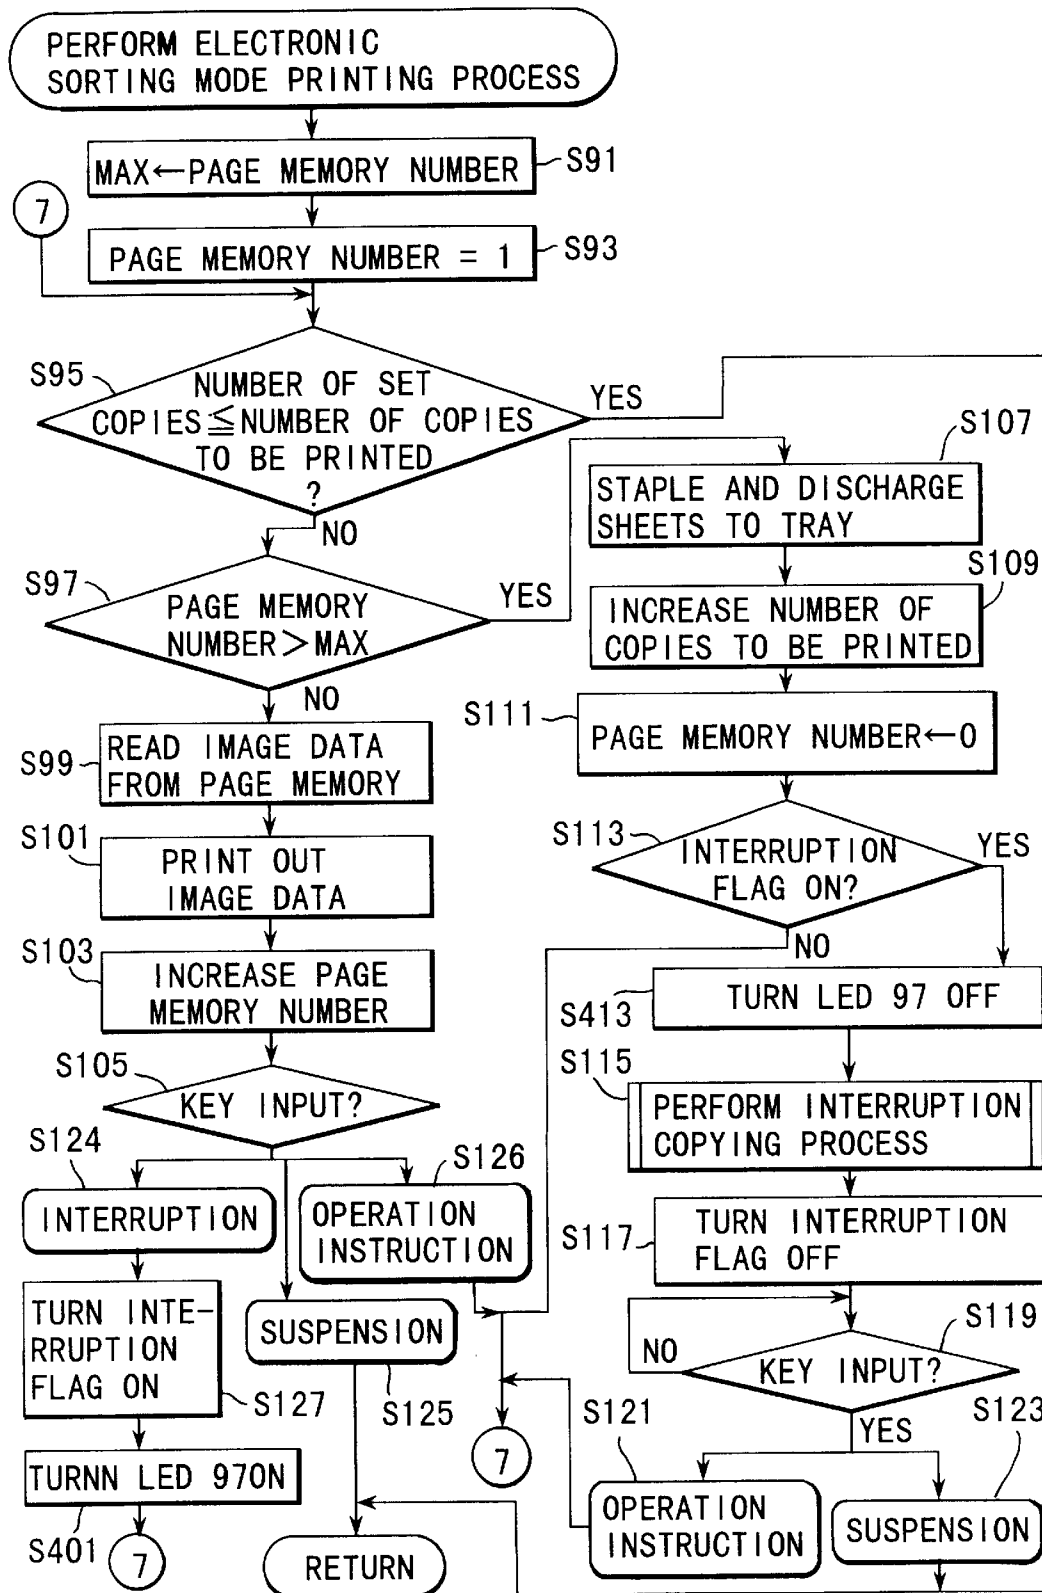 PERFORM ELECTRONIC
SORTING MODE PRINTING PROCESS
MAX←PAGE MEMORY NUMBER
S91
7
PAGE MEMORY NUMBER = 1
S93
S95
NUMBER OF SET
COPIES≦NUMBER OF COPIES
TO BE PRINTED
?
YES
NO
S97
PAGE MEMORY
NUMBER>MAX
YES
NO
S99
READ IMAGE DATA
FROM PAGE MEMORY
S101
PRINT OUT
IMAGE DATA
S103
INCREASE PAGE
MEMORY NUMBER
S105
KEY INPUT?
S124
INTERRUPTION
S126
OPERATION
INSTRUCTION
TURN INTE-
RRUPTION
FLAG ON
S127
SUSPENSION
S125
TURNN LED 97ON
S401
7
7
RETURN
S107
STAPLE AND DISCHARGE
SHEETS TO TRAY
S109
INCREASE NUMBER OF
COPIES TO BE PRINTED
S111
PAGE MEMORY NUMBER←0
S113
INTERRUPTION
FLAG ON?
YES
NO
S413
TURN LED 97 OFF
S115
PERFORM INTERRUPTION
COPYING PROCESS
S117
TURN INTERRUPTION
FLAG OFF
S119
NO
KEY INPUT?
YES
S121
OPERATION
INSTRUCTION
S123
SUSPENSION